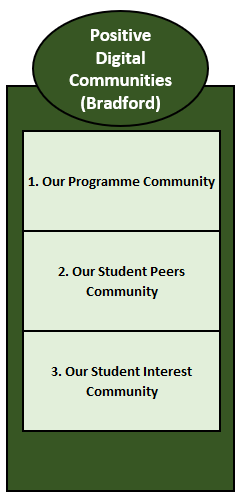 Positive
Digital
Communities
(Bradford)
1. Our Programme Community
2. Our Student Peers
Community
3. Our Student Interest
Community